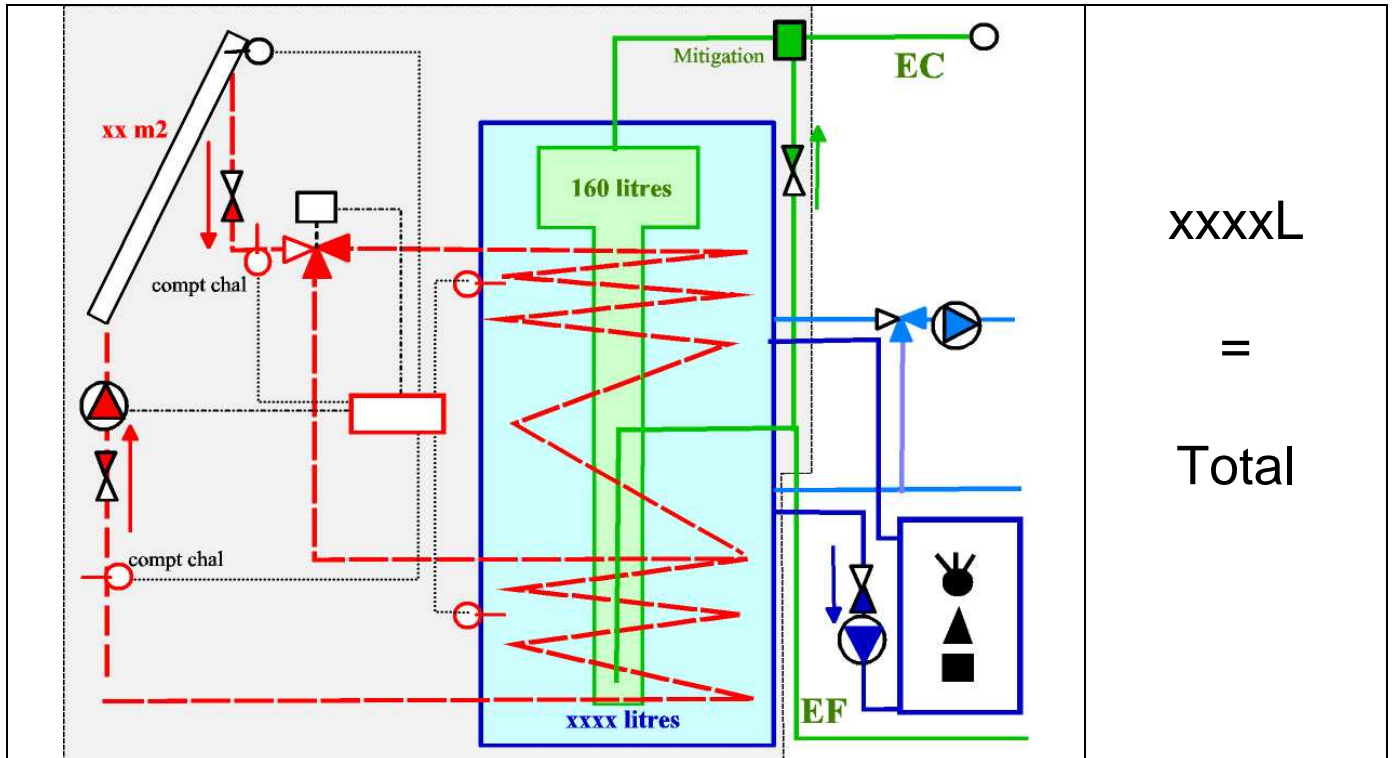 Mitigation
EC
xx m2
160 litres
compt chal
compt chal
xxxx litres
EF
xxxxL
=
Total